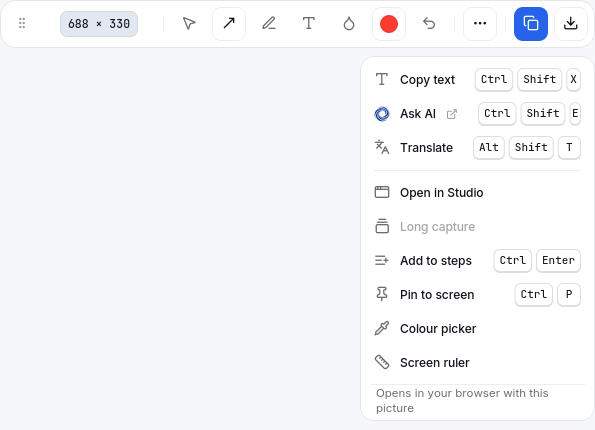 688 × 330
Copy text Ctrl Shift X
Ask AI Ctrl Shift E
Translate Alt Shift T
Open in Studio
Long capture
Add to steps Ctrl Enter
Pin to screen Ctrl P
Colour picker
Screen ruler
Opens in your browser with this
picture